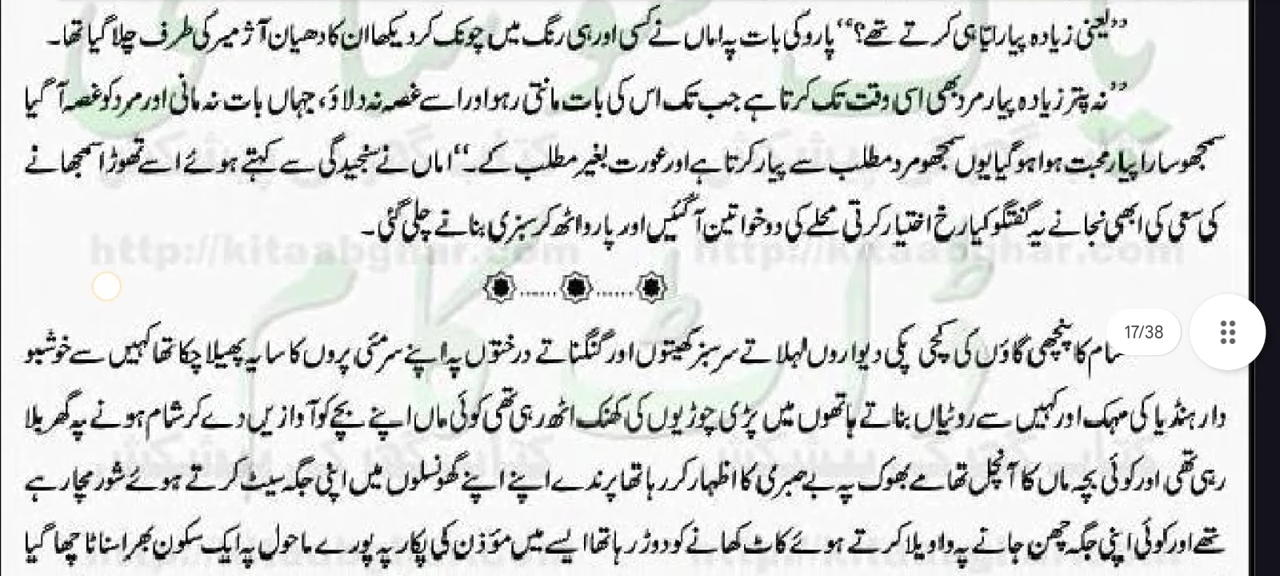 ”یعنی زیادہ پیار ابّا ہی کرتے تھے؟“ پارو کی بات پہ اماں نے کسی اور ہی رنگ میں چونک کر دیکھا ان کا دھیان آژمیر کی طرف چلا گیا تھا۔
”نہ پتر زیادہ پیار مرد بھی اسی وقت تک کرتا ہے جب تک اس کی بات مانتی رہو اور اسے غصہ نہ دلاؤ، جہاں بات نہ مانی اور مرد کو غصہ آ گیا
سمجھو سارا پیار محبت ہوا ہو گیا یوں سمجھو مرد مطلب سے پیار کرتا ہے اور عورت بغیر مطلب کے۔“ اماں نے سنجیدگی سے کہتے ہوئے اسے تھوڑا سمجھانے
کی سعی کی ابھی نجانے یہ گفتگو کیا رخ اختیار کرتی محلے کی دو خواتین آ گئیں اور پارو اٹھ کر سبزی بنانے چلی گئی۔
http://kitaabghar.com http://kitaabghar.com
17/38
شام کا پنچھی گاؤں کی کچی پکی دیواروں لہلاتے سرسبز کھیتوں اور گنگناتے درختوں پہ اپنے سرمئی پروں کا سایہ پھیلا چکا تھا کہیں سے خوشبو
دار ہنڈیا کی مہک اور کہیں سے روٹیاں بناتے ہاتھوں میں پڑی چوڑیوں کی کھنک اٹھ رہی تھی کوئی ماں اپنے بچے کو آوازیں دے کر شام ہونے پہ گھر بلا
رہی تھی اور کوئی بچہ ماں کا آنچل تھامے بھوک پہ بے صبری کا اظہار کر رہا تھا پرندے اپنے اپنے گھونسلوں میں اپنی جگہ سیٹ کرتے ہوئے شور مچا رہے
تھے اور کوئی اپنی جگہ چھن جانے پہ واویلا کرتے ہوئے کاٹ کھانے کو دوڑ رہا تھا ایسے میں مؤذن کی پکار پہ پورے ماحول پہ ایک سکون بھرا سناٹا چھا گیا